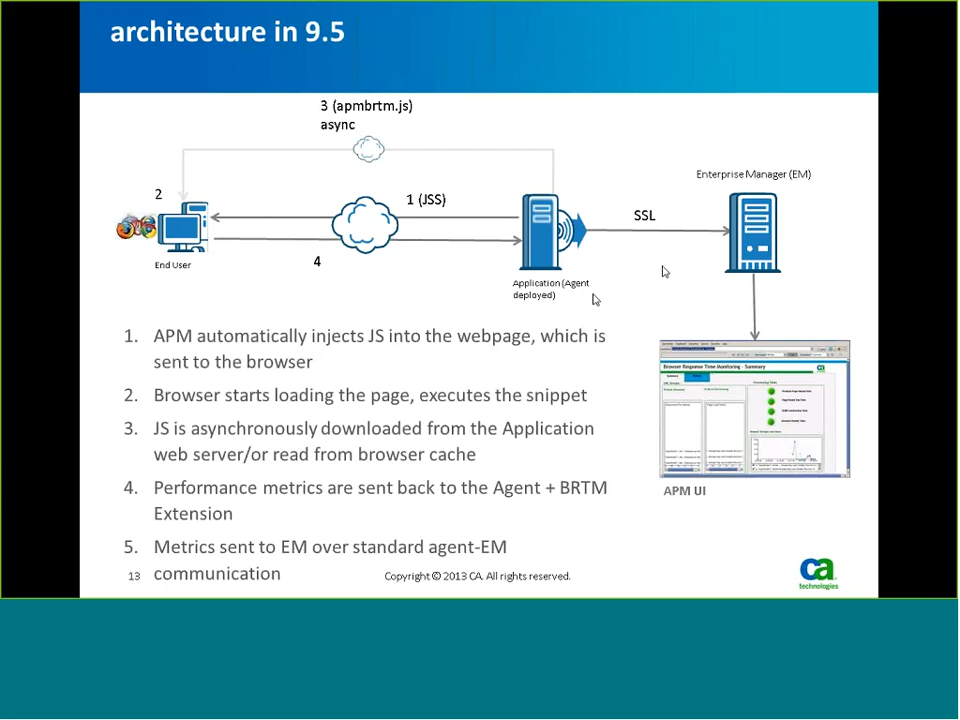 architecture in 9.5
3 (apmbrtm.js)
async
Enterprise Manager (EM)
2
1 (JSS)
SSL
4
End User
Application (Agent
deployed)
1. APM automatically injects JS into the webpage, which is
sent to the browser
2. Browser starts loading the page, executes the snippet
3. JS is asynchronously downloaded from the Application
web server/or read from browser cache
4. Performance metrics are sent back to the Agent + BRTM
Extension
5. Metrics sent to EM over standard agent-EM
communication
Browser Response Time Monitoring - Summary
APM UI
13
Copyright © 2013 CA. All rights reserved.
ca
technologies